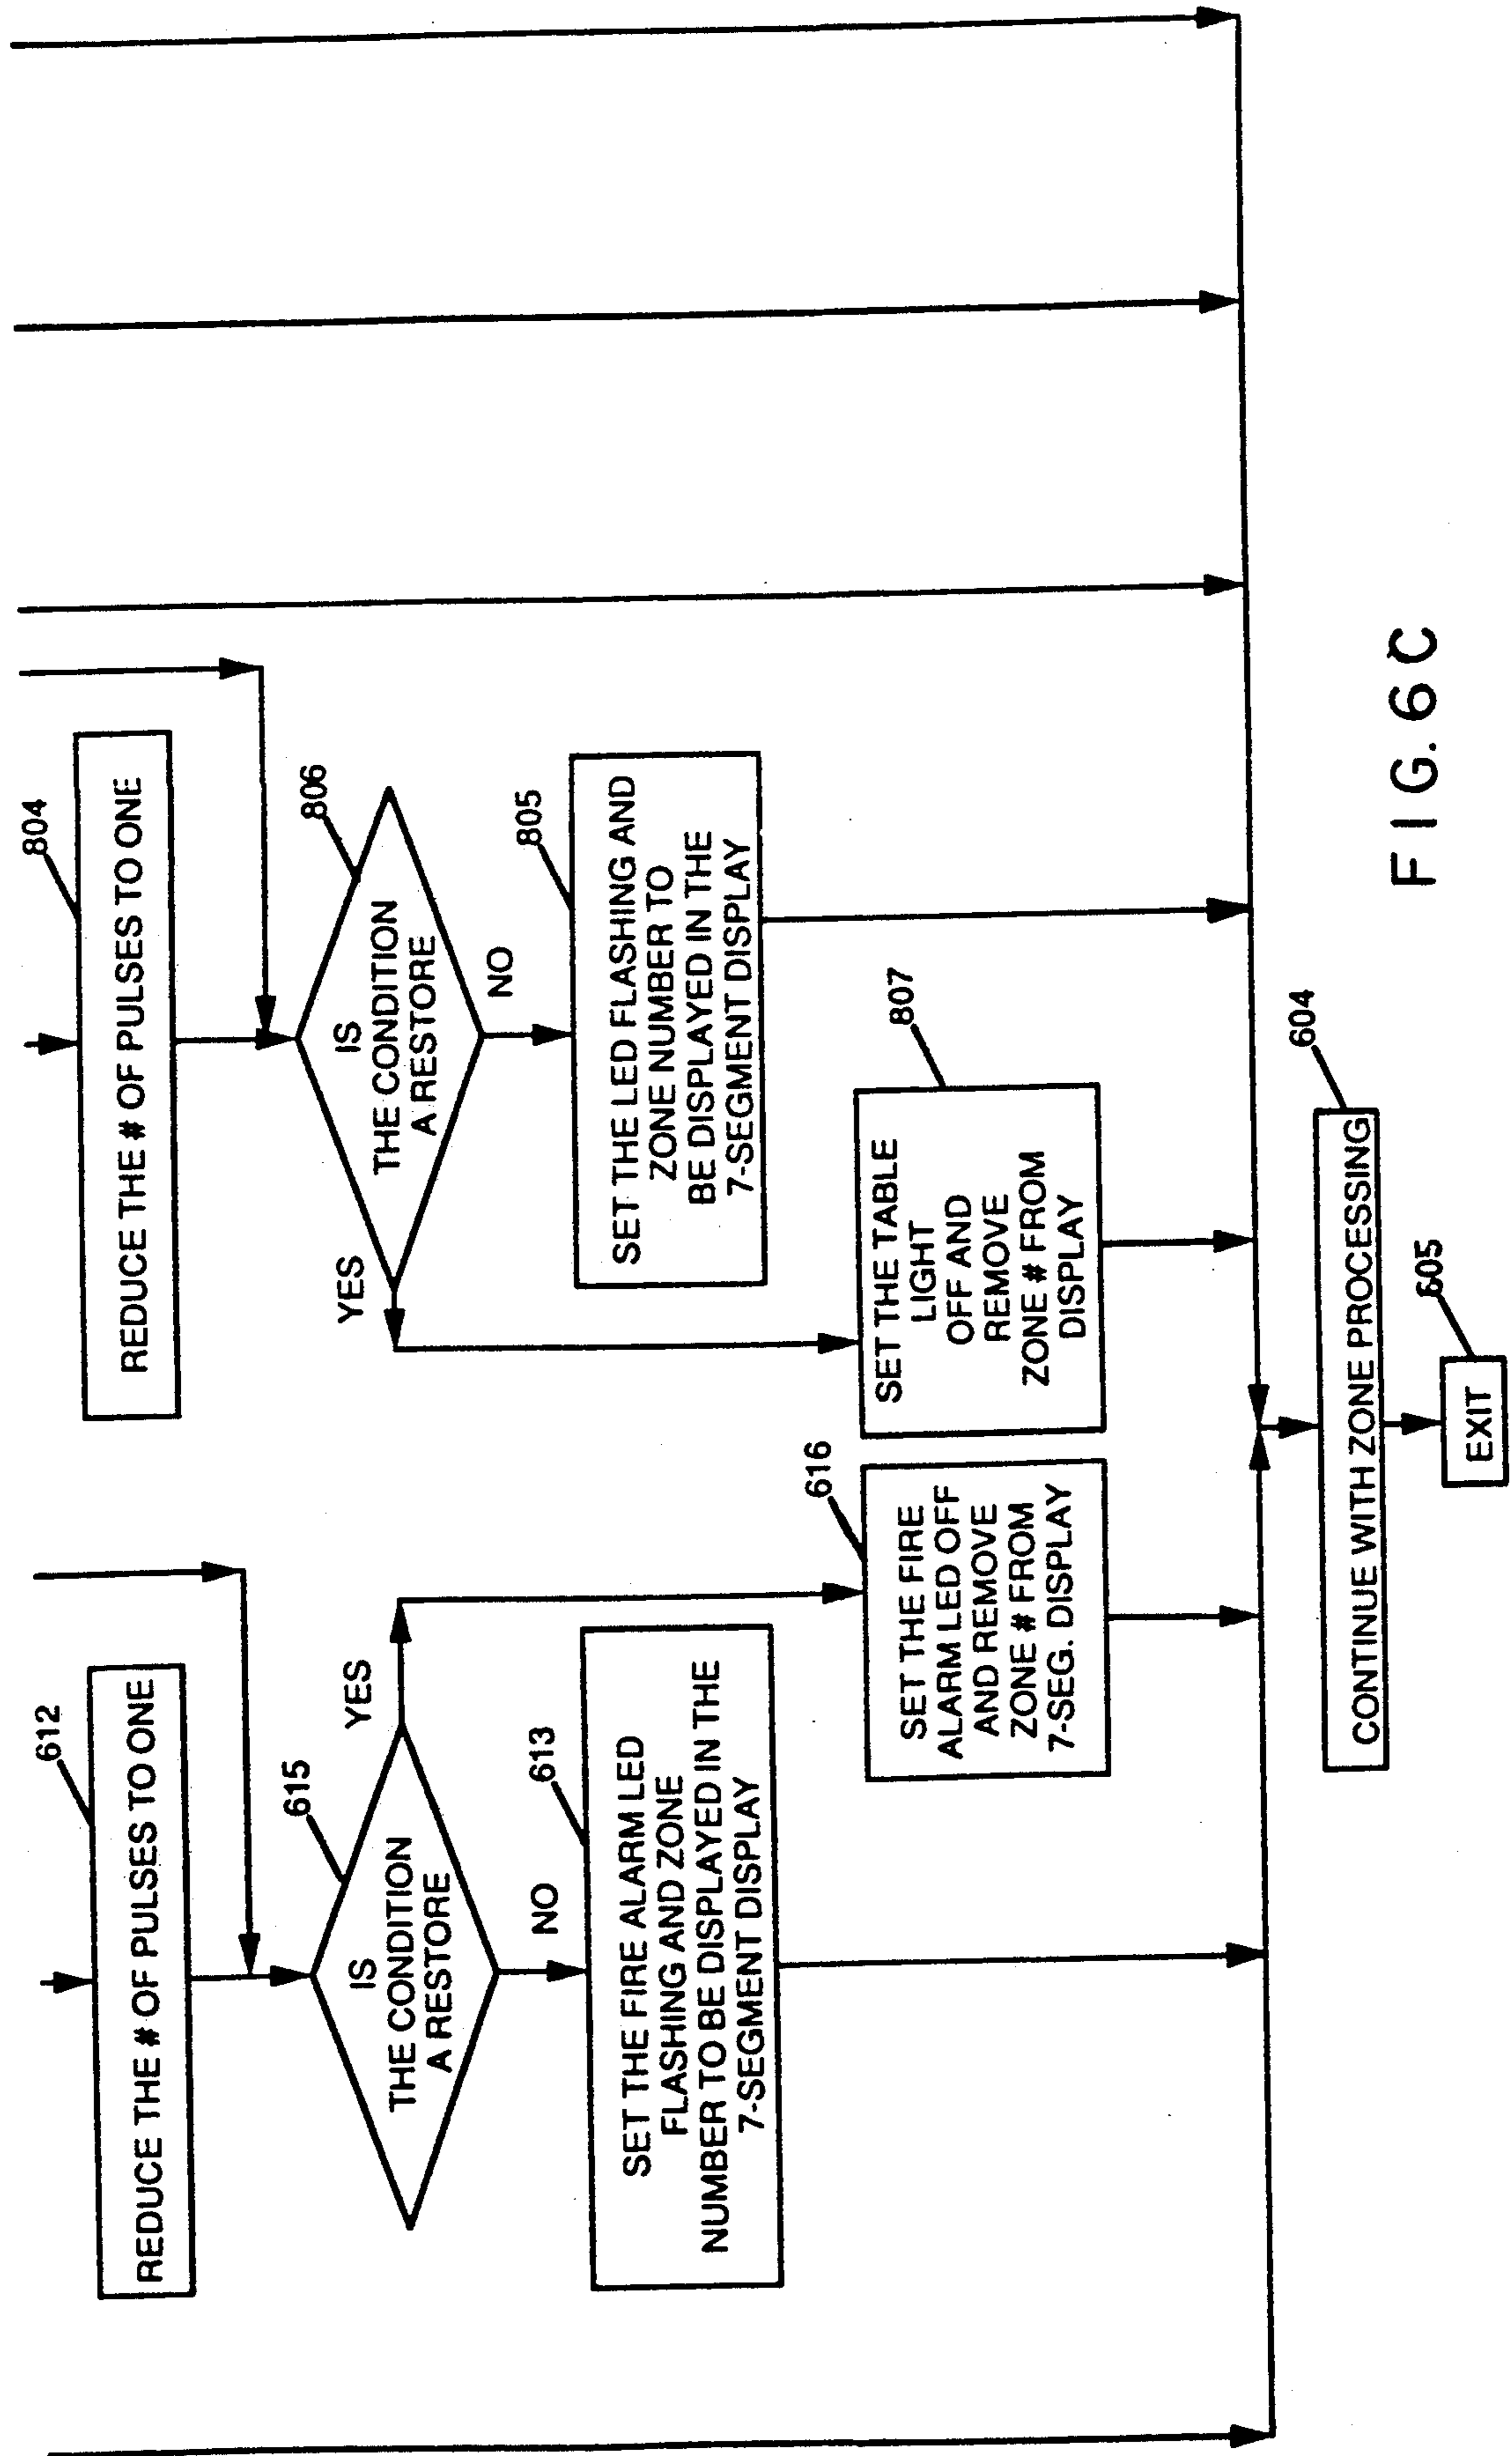 612
REDUCE THE # OF PULSES TO ONE
615
IS
THE CONDITION
A RESTORE
YES
NO
613
SET THE FIRE ALARM LED
FLASHING AND ZONE
NUMBER TO BE DISPLAYED IN THE
7-SEGMENT DISPLAY
616
SET THE FIRE
ALARM LED OFF
AND REMOVE
ZONE # FROM
7-SEG. DISPLAY
804
REDUCE THE # OF PULSES TO ONE
806
IS
THE CONDITION
A RESTORE
YES
NO
805
SET THE LED FLASHING AND
ZONE NUMBER TO
BE DISPLAYED IN THE
7-SEGMENT DISPLAY
807
SET THE TABLE
LIGHT
OFF AND
REMOVE
ZONE # FROM
DISPLAY
604
CONTINUE WITH ZONE PROCESSING
605
EXIT
FIG. 6C